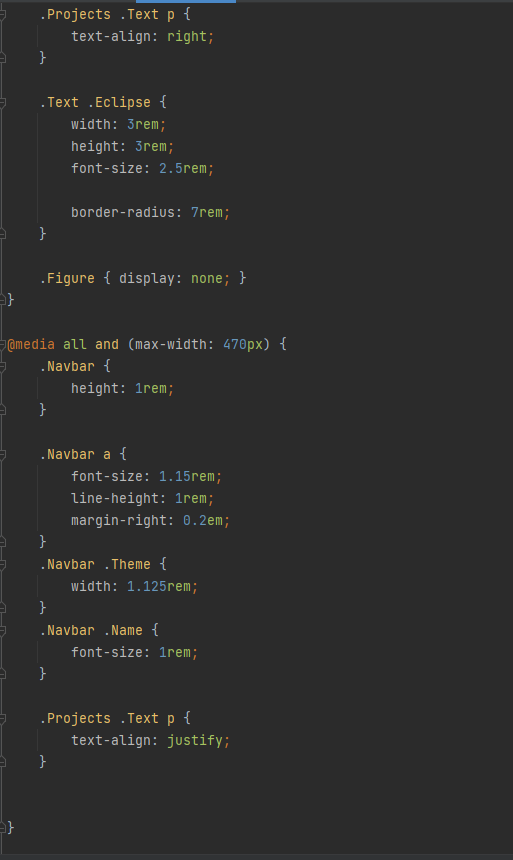 .Projects .Text p {
text-align: right;
}
.Text .Eclipse {
width: 3rem;
height: 3rem;
font-size: 2.5rem;
border-radius: 7rem;
}
.Figure { display: none; }
}
@media all and (max-width: 470px) {
.Navbar {
height: 1rem;
}
.Navbar a {
font-size: 1.15rem;
line-height: 1rem;
margin-right: 0.2em;
}
.Navbar .Theme {
width: 1.125rem;
}
.Navbar .Name {
font-size: 1rem;
}
.Projects .Text p {
text-align: justify;
}
}